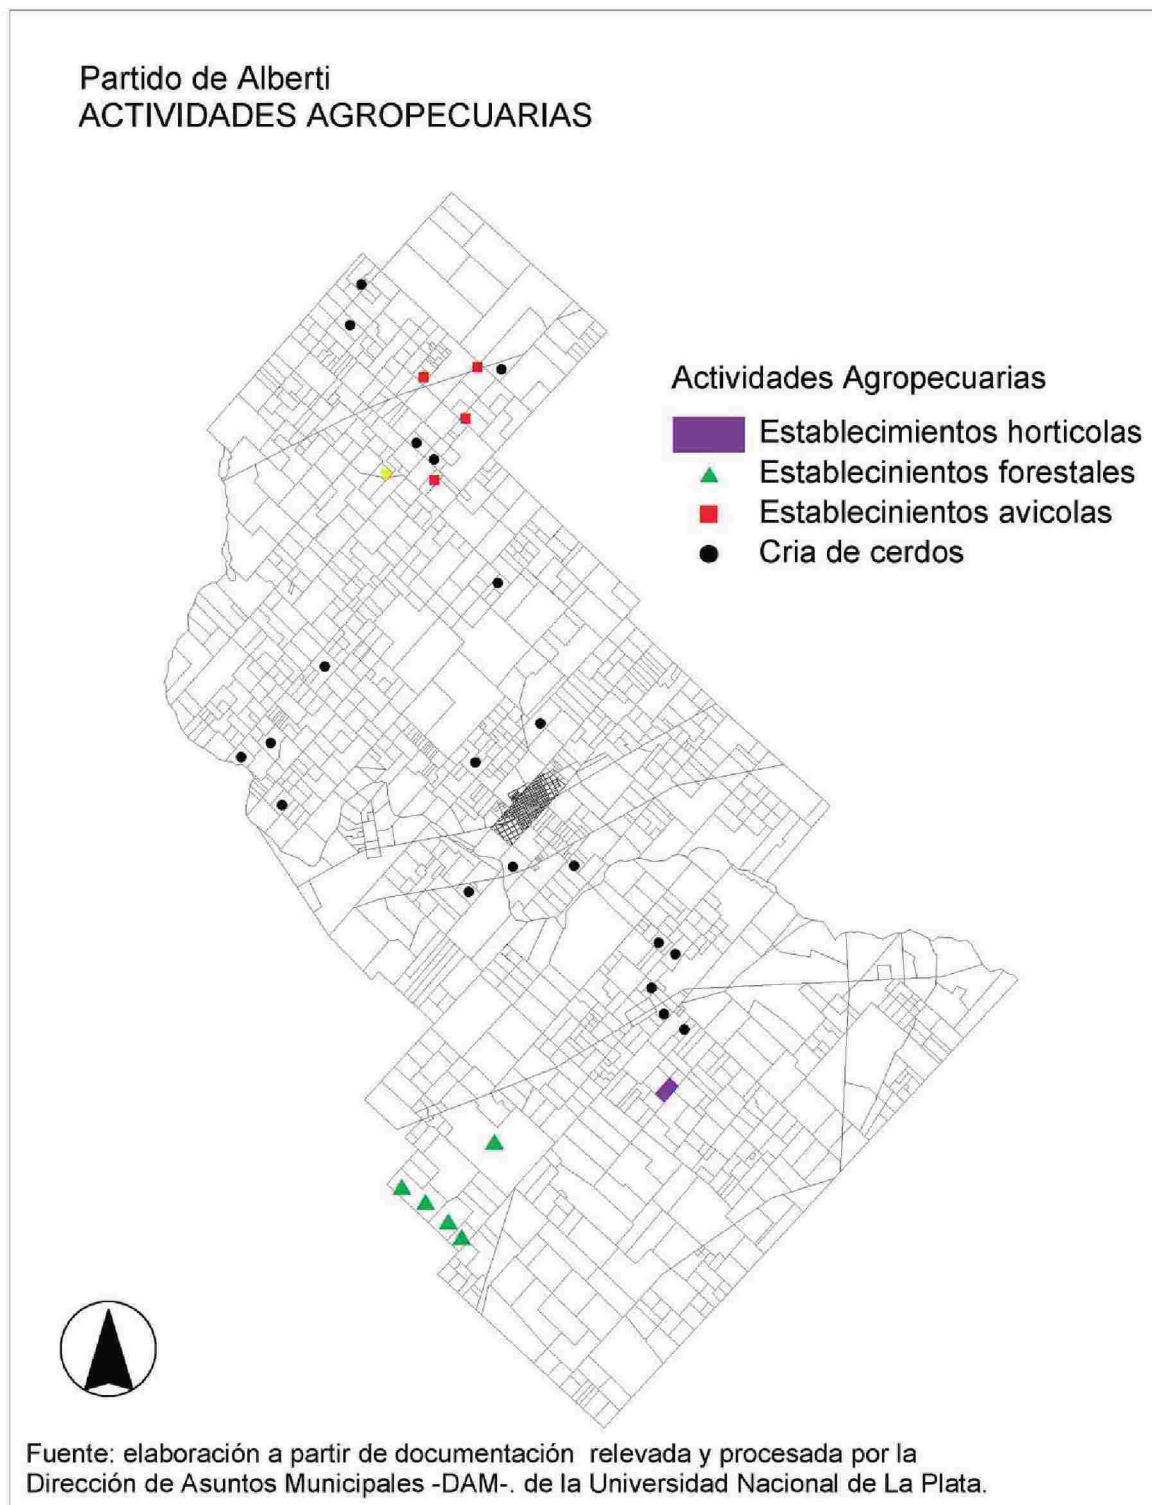 Partido de Alberti
ACTIVIDADES AGROPECUARIAS
Actividades Agropecuarias
Establecimientos horticolas
Establecinientos forestales
Establecinientos avicolas
Cria de cerdos
Fuente: elaboración a partir de documentación relevada y procesada por la
Dirección de Asuntos Municipales -DAM-. de la Universidad Nacional de La Plata.